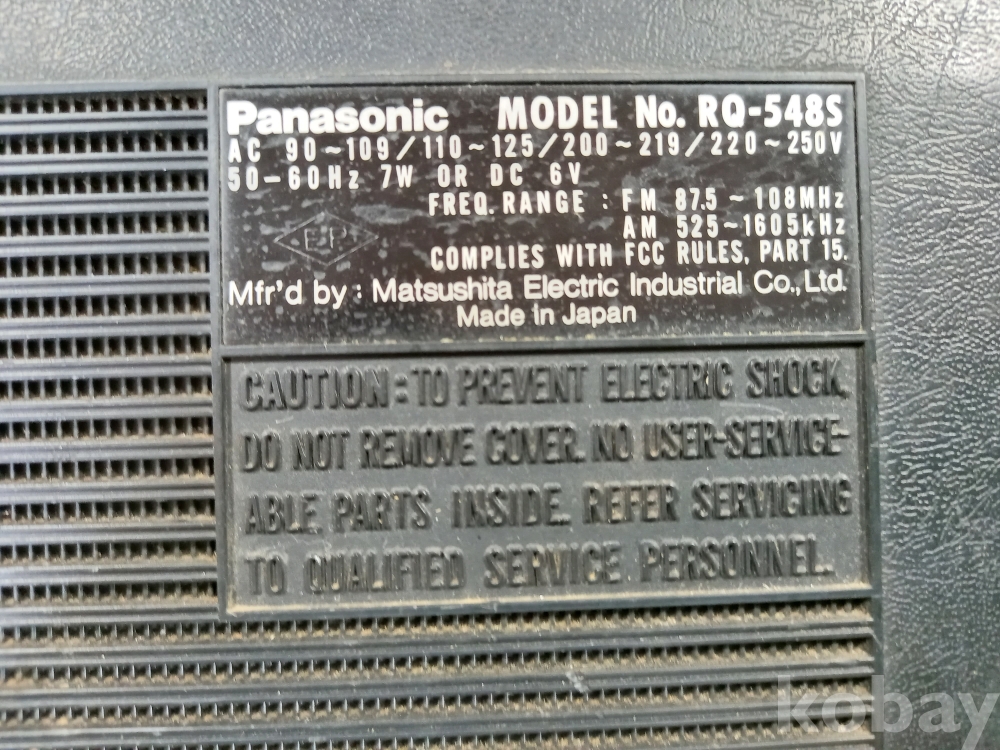 Panasonic MODEL No. RQ-548S
AC 90~109/110~125/200~219/220~250V
50-60Hz 7W OR DC 6V
FREQ. RANGE : FM 87.5 ~ 108MHz
AM 525~1605kHz
E.P.
COMPLIES WITH FCC RULES, PART 15.
Mfr'd by : Matsushita Electric Industrial Co., Ltd.
Made in Japan
CAUTION: TO PREVENT ELECTRIC SHOCK,
DO NOT REMOVE COVER. NO USER-SERVICE-
ABLE PARTS INSIDE. REFER SERVICING
TO QUALIFIED SERVICE PERSONNEL.
kobay